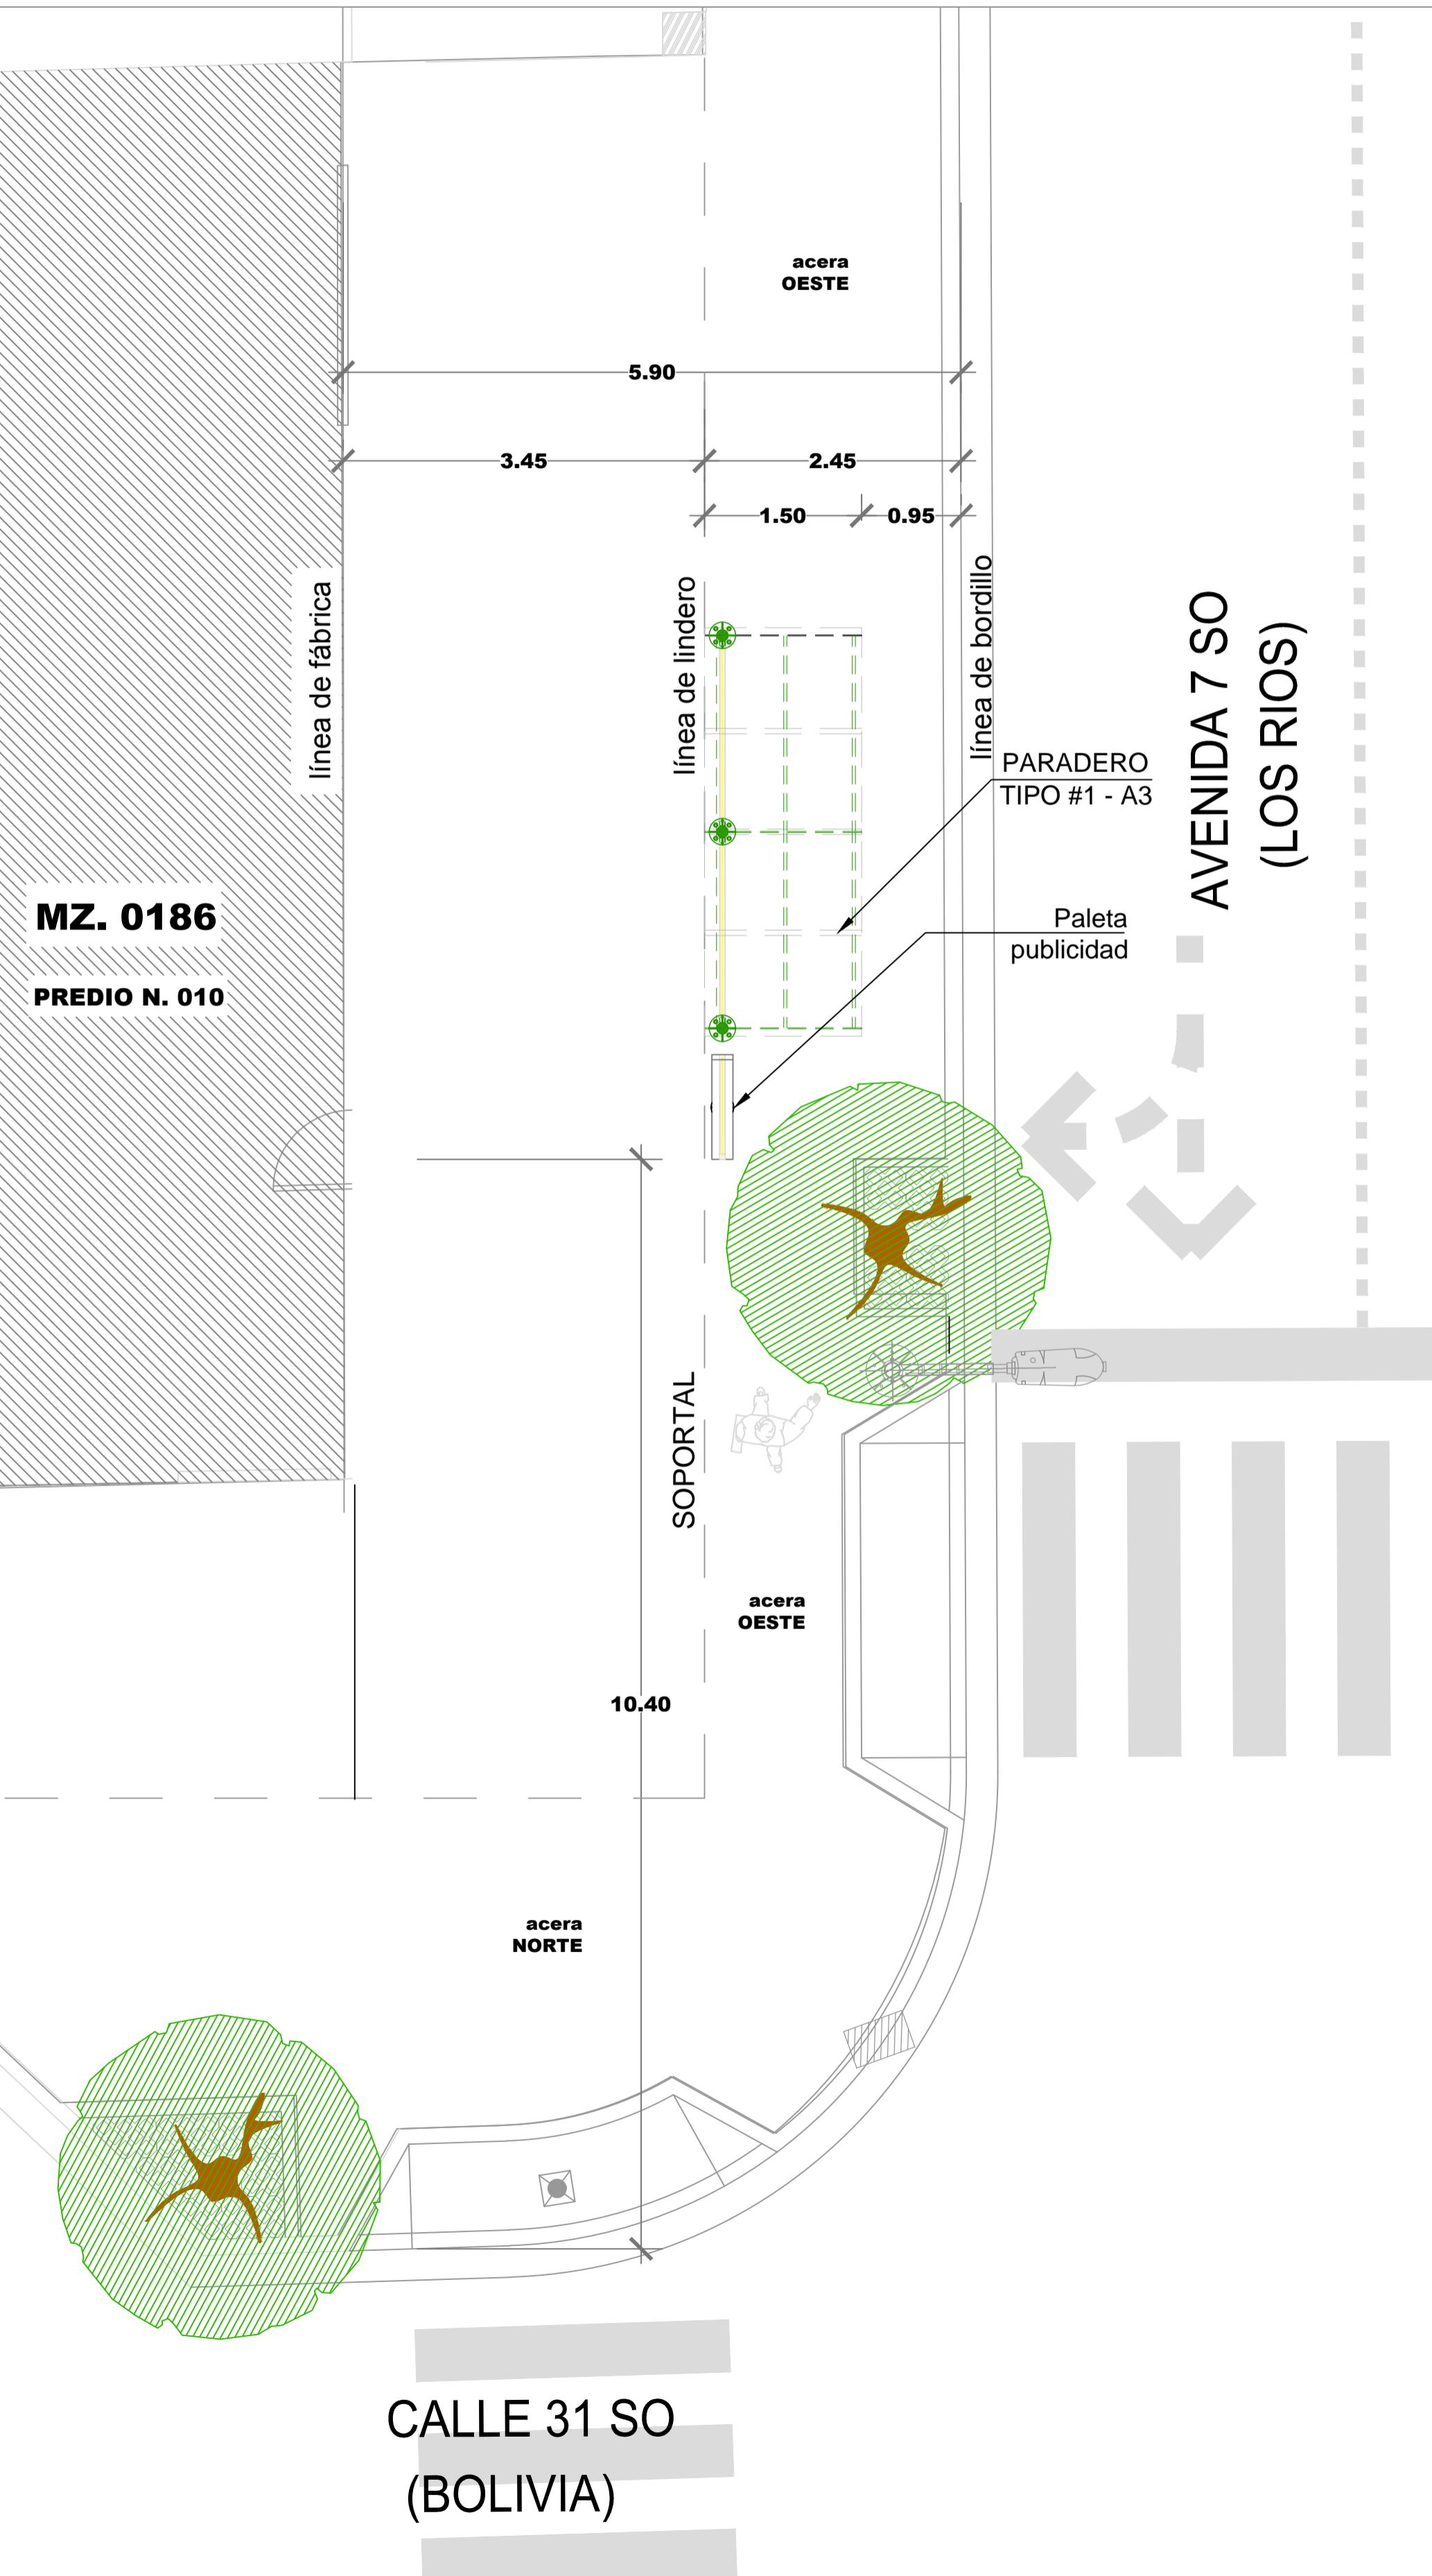 acera
OESTE
5.90
3.45
2.45
1.50
0.95
línea de fábrica
línea de lindero
línea de bordillo
AVENIDA 7 SO
(LOS RIOS)
PARADERO
TIPO #1 - A3
MZ. 0186
Paleta
publicidad
PREDIO N. 010
SOPORTAL
acera
OESTE
10.40
acera
NORTE
CALLE 31 SO
(BOLIVIA)